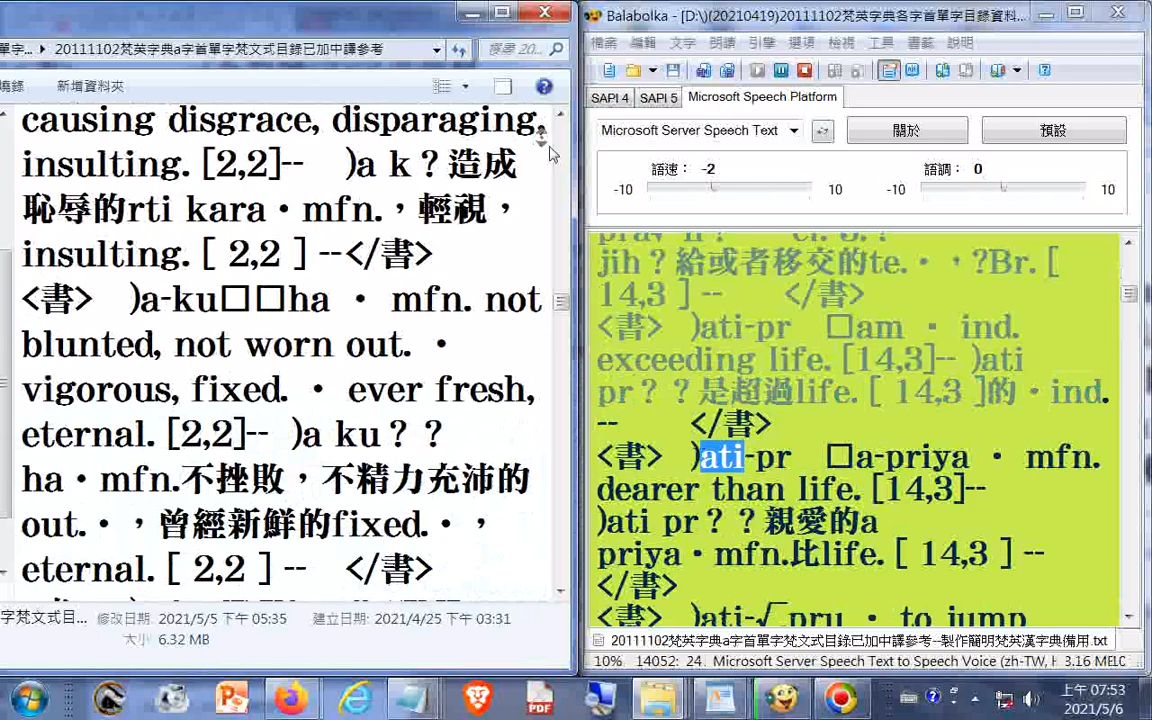 單字... ▸ 20111102梵英字典a字首單字梵文式目錄已加中譯參考
搜尋 20...
燒錄 新增資料夾
causing disgrace, disparaging,
insulting. [2,2]-- )a k？造成
恥辱的rti kara・mfn.，輕視，
insulting. [ 2,2 ] --</書>
<書> )a-ku□□ha ・ mfn. not
blunted, not worn out. ・
vigorous, fixed. ・ ever fresh,
eternal. [2,2]-- )a ku？？
ha・mfn.不挫敗，不精力充沛的
out.・，曾經新鮮的fixed.・，
eternal. [ 2,2 ] -- </書>
字梵文式目... 修改日期: 2021/5/5 下午 05:35 建立日期: 2021/4/25 下午 03:31
大小: 6.32 MB
Balabolka - [D:\)(20210419)20111102梵英字典各字首單字目錄資料...
檔案 編輯 文字 朗讀 引擎 選項 檢視 工具 書籤 說明
SAPI 4 SAPI 5 Microsoft Speech Platform
Microsoft Server Speech Text 關於 預設
語速： -2 語調： 0
-10 10 -10 10
jih？給或者移交的te.・，?Br. [
14,3 ] -- </書>
<書> )ati-pr □am ・ ind.
exceeding life. [14,3]-- )ati
pr？？是超過life. [ 14,3 ]的・ind.
-- </書>
<書> )ati-pr □a-priya ・ mfn.
dearer than life. [14,3]--
)ati pr？？親愛的a
priya・mfn.比life. [ 14,3 ] --
</書>
<書> )ati-√ pru ・ to jump
20111102梵英字典a字首單字梵文式目錄已加中譯參考--製作簡明梵英漢字典備用.txt
10% 14052: 24. Microsoft Server Speech Text to Speech Voice (zh-TW, 3.16 MELC
上午 07:53
2021/5/6